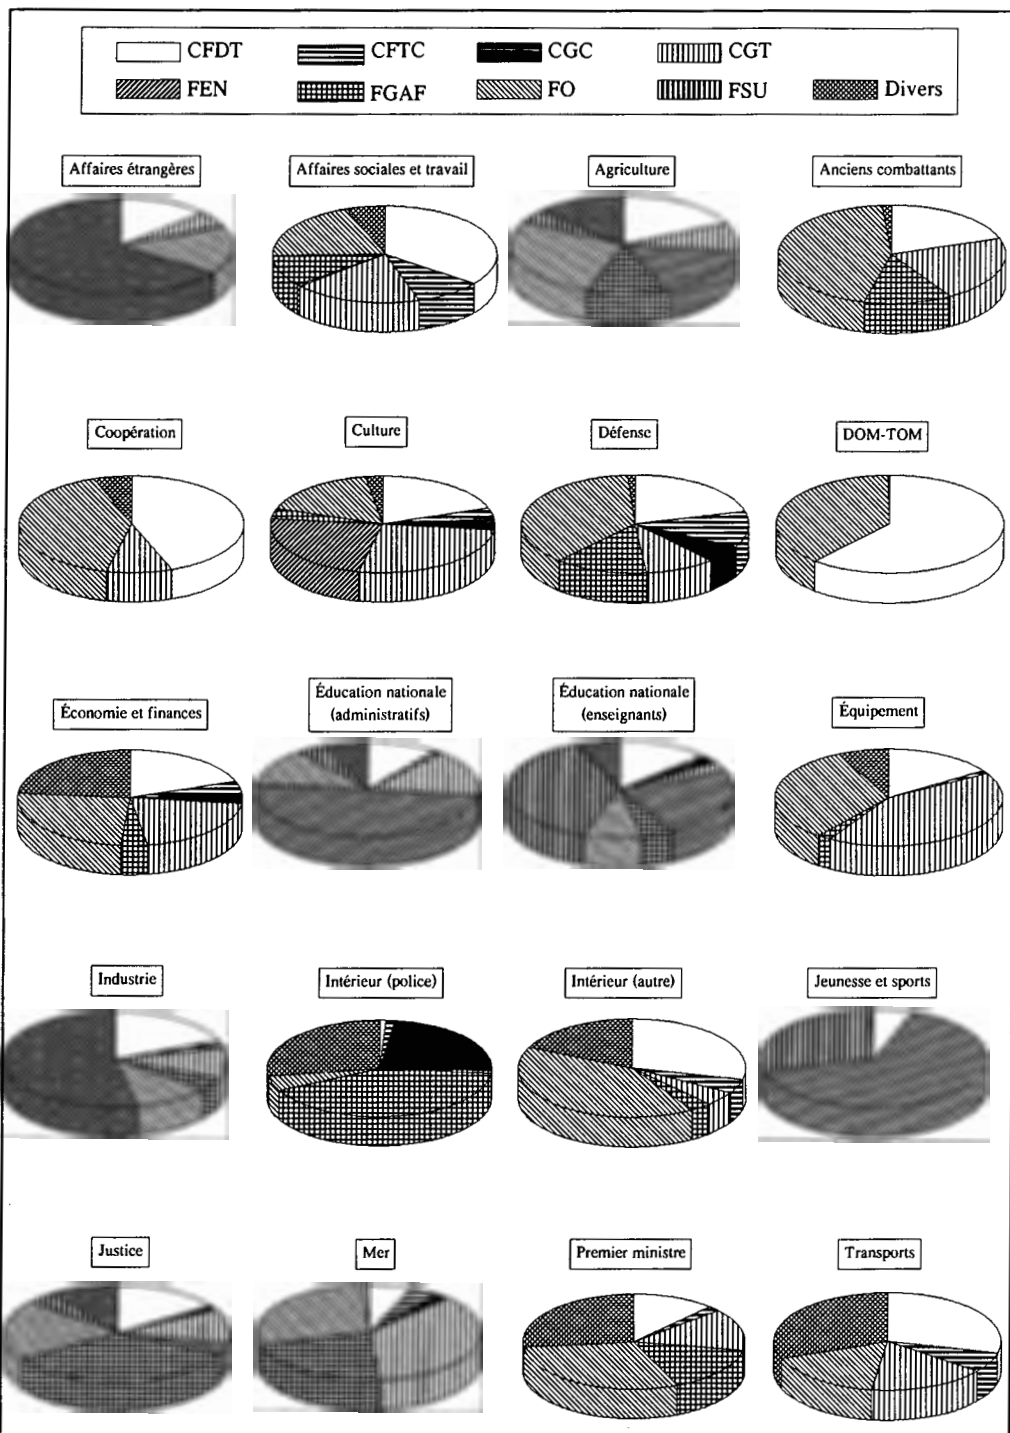 CFDT CFTC CGC CGT
FEN FGAF FO FSU Divers
Affaires étrangères Affaires sociales et travail Agriculture Anciens combattants
Coopération Culture Défense DOM-TOM
Économie et finances Éducation nationale (administratifs) Éducation nationale (enseignants) Équipement
Industrie Intérieur (police) Intérieur (autre) Jeunesse et sports
Justice Mer Premier ministre Transports